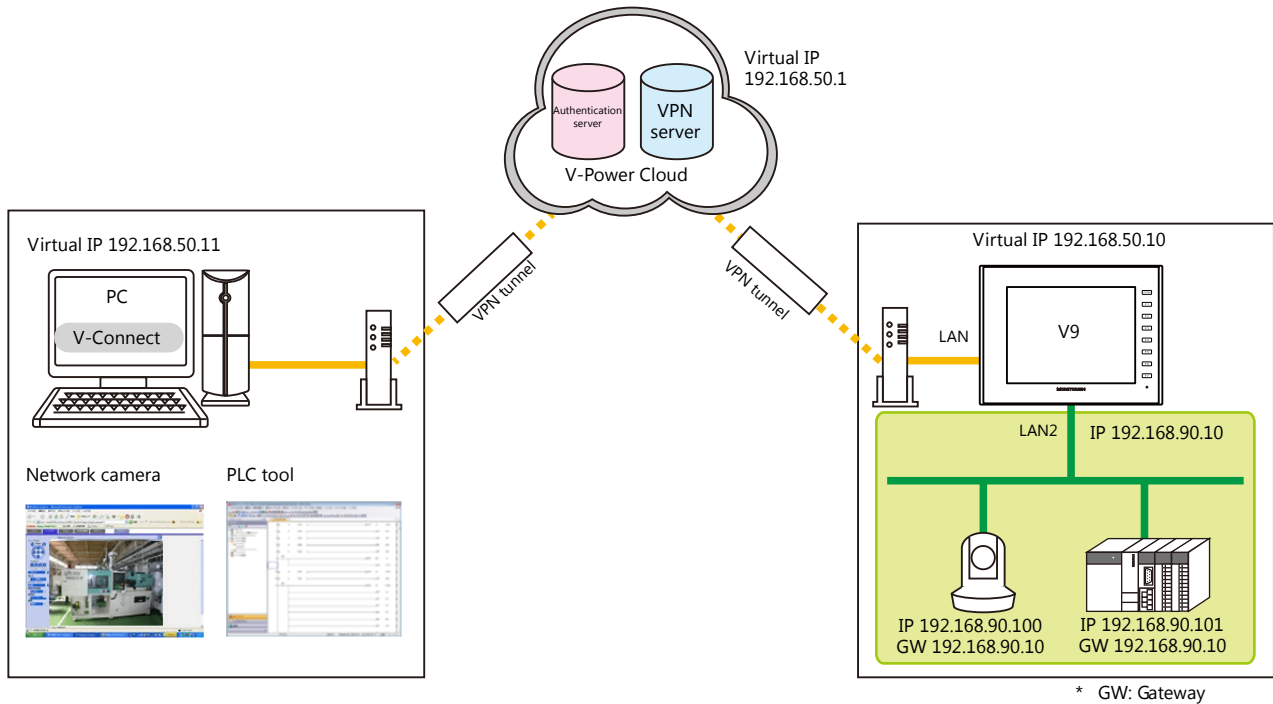 Virtual IP
192.168.50.1
Authentication
server
VPN
server
V-Power Cloud
Virtual IP 192.168.50.11
PC
V-Connect
VPN tunnel
Network camera
PLC tool
VPN tunnel
Virtual IP 192.168.50.10
LAN
V9
LAN2
IP 192.168.90.10
IP 192.168.90.100
GW 192.168.90.10
IP 192.168.90.101
GW 192.168.90.10
* GW: Gateway